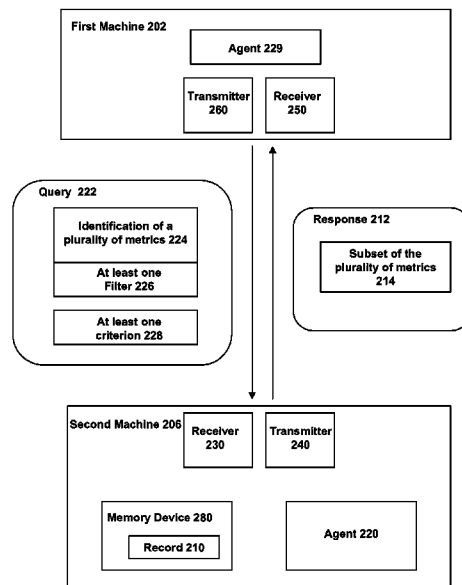 First Machine 202
Agent 229
Transmitter
260
Receiver
250
Query 222
Identification of a
plurality of metrics 224
At least one
Filter 226
At least one
criterion 228
Response 212
Subset of the
plurality of metrics
214
Second Machine 206
Receiver
230
Transmitter
240
Memory Device 280
Record 210
Agent 220